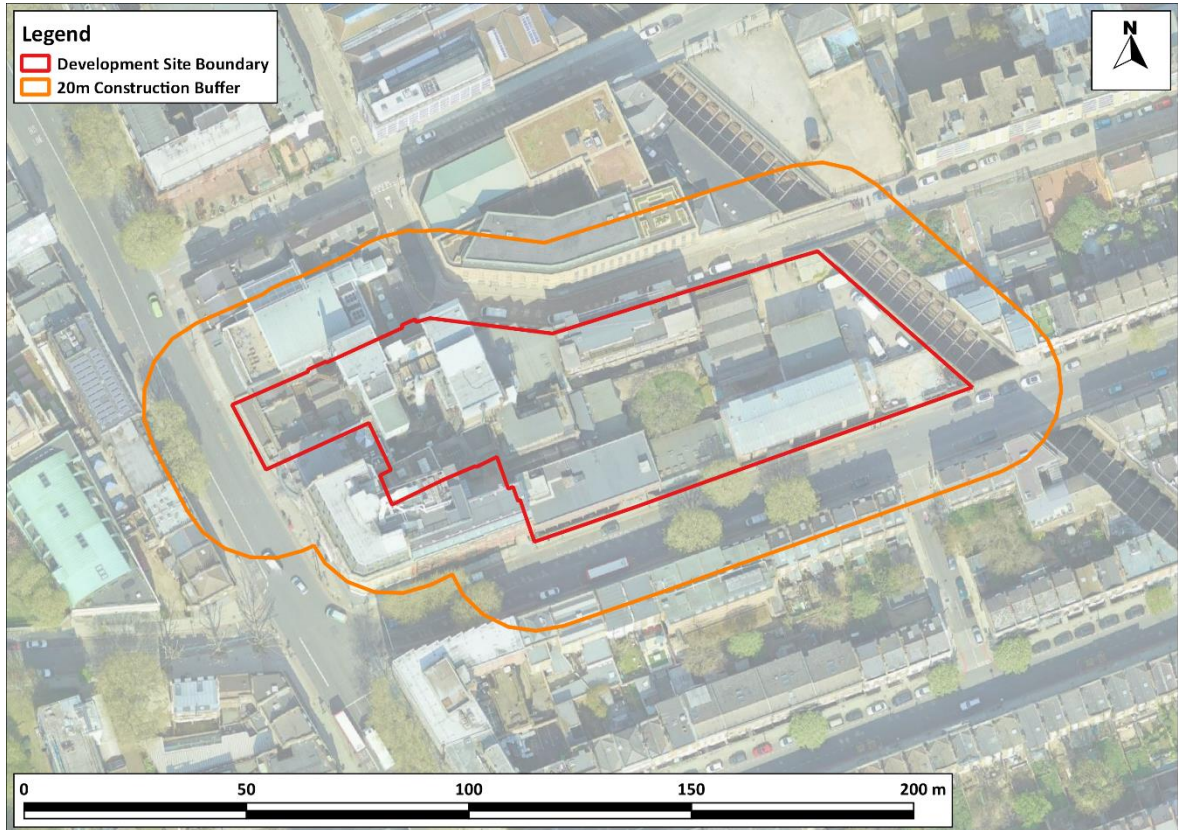 Legend
Development Site Boundary
20m Construction Buffer
N
0 50 100 150 200 m